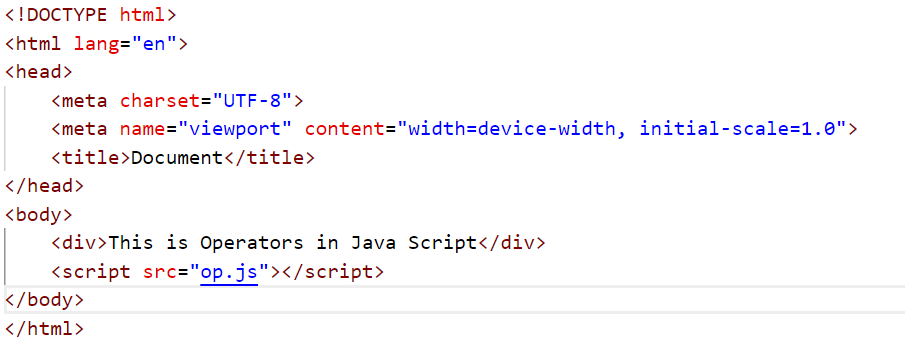 <!DOCTYPE html>
<html lang="en">
<head>
    <meta charset="UTF-8">
    <meta name="viewport" content="width=device-width, initial-scale=1.0">
    <title>Document</title>
</head>
<body>
    <div>This is Operators in Java Script</div>
    <script src="op.js"></script>
</body>
</html>